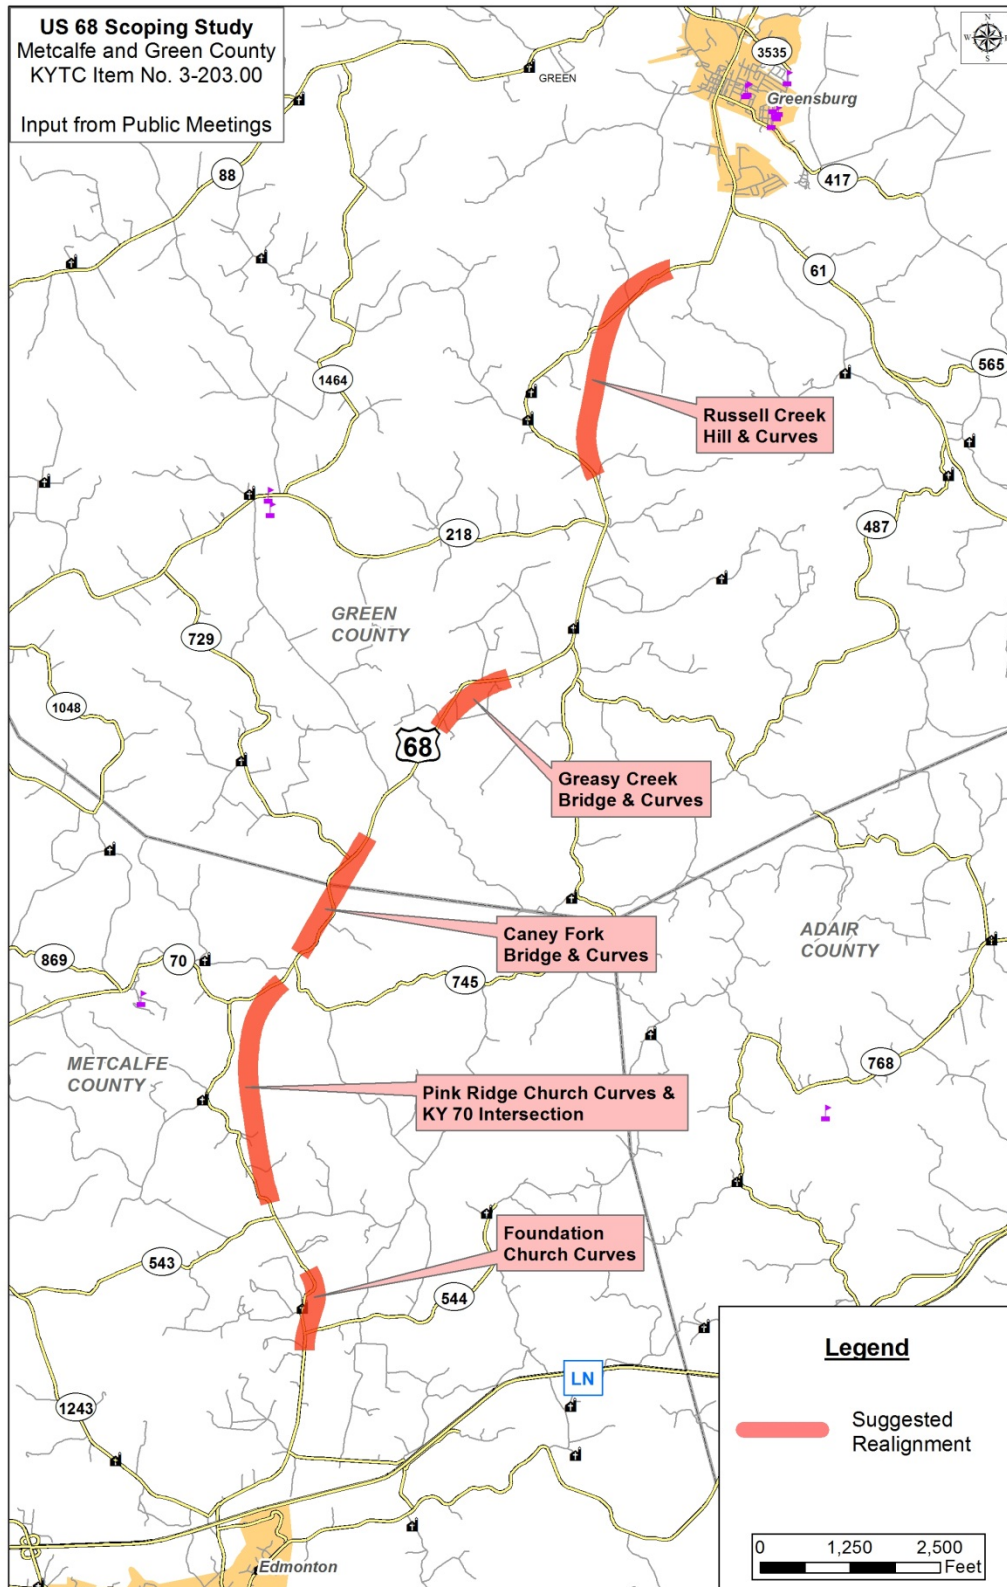 US 68 Scoping Study
Metcalfe and Green County
KYTC Item No. 3-203.00
Input from Public Meetings
N
W
E
S
GREEN
3535
Greensburg
88
417
61
1464
565
Russell Creek
Hill & Curves
218
487
GREEN
COUNTY
729
1048
68
Greasy Creek
Bridge & Curves
Caney Fork
Bridge & Curves
ADAIR
COUNTY
869
70
745
METCALFE
COUNTY
768
Pink Ridge Church Curves &
KY 70 Intersection
Foundation
Church Curves
543
544
LN
1243
Edmonton
Legend
Suggested
Realignment
0 1,250 2,500
Feet